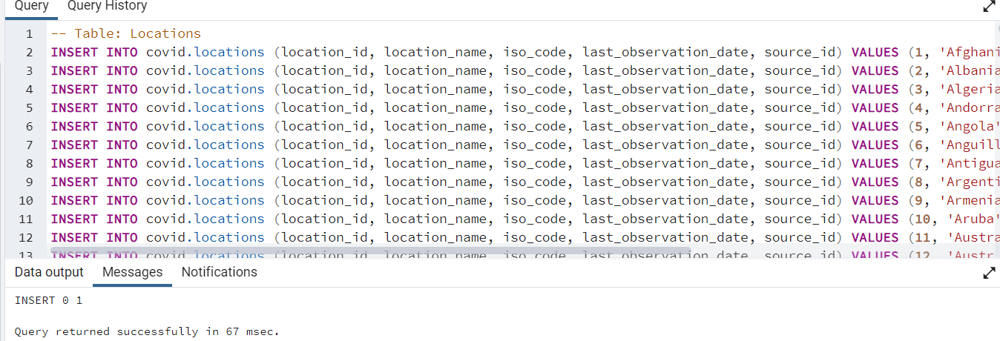 Query Query History
1 -- Table: Locations
2 INSERT INTO covid.locations (location_id, location_name, iso_code, last_observation_date, source_id) VALUES (1, 'Afghani
3 INSERT INTO covid.locations (location_id, location_name, iso_code, last_observation_date, source_id) VALUES (2, 'Albania
4 INSERT INTO covid.locations (location_id, location_name, iso_code, last_observation_date, source_id) VALUES (3, 'Algeria
5 INSERT INTO covid.locations (location_id, location_name, iso_code, last_observation_date, source_id) VALUES (4, 'Andorra
6 INSERT INTO covid.locations (location_id, location_name, iso_code, last_observation_date, source_id) VALUES (5, 'Angola'
7 INSERT INTO covid.locations (location_id, location_name, iso_code, last_observation_date, source_id) VALUES (6, 'Anguill
8 INSERT INTO covid.locations (location_id, location_name, iso_code, last_observation_date, source_id) VALUES (7, 'Antigua
9 INSERT INTO covid.locations (location_id, location_name, iso_code, last_observation_date, source_id) VALUES (8, 'Argenti
10 INSERT INTO covid.locations (location_id, location_name, iso_code, last_observation_date, source_id) VALUES (9, 'Armenia
11 INSERT INTO covid.locations (location_id, location_name, iso_code, last_observation_date, source_id) VALUES (10, 'Aruba'
12 INSERT INTO covid.locations (location_id, location_name, iso_code, last_observation_date, source_id) VALUES (11, 'Austra
13 INSERT INTO covid.locations (location_id, location_name, iso_code, last_observation_date, source_id) VALUES (12, 'Austr
Data output Messages Notifications
INSERT 0 1
Query returned successfully in 67 msec.